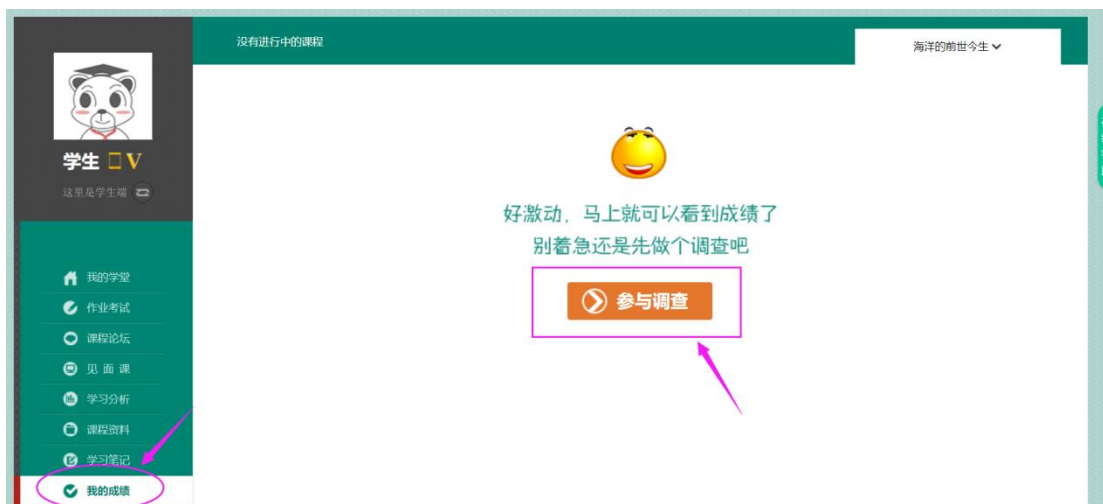 没有进行中的课程
海洋的前世今生
学生 V
这里是学生端
好激动，马上就可以看到成绩了
别着急还是先做个调查吧
参与调查
我的学堂
作业考试
课程论坛
见 面 课
学习分析
课程资料
学习笔记
我的成绩